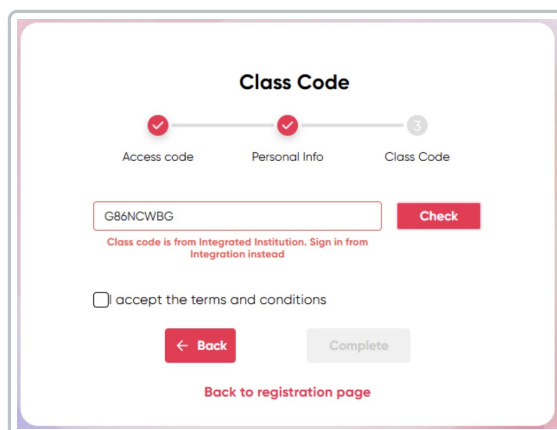 Class Code
3
Access code
Personal Info
Class Code
G86NCWBG
Check
Class code is from Integrated Institution. Sign in from
Integration instead
I accept the terms and conditions
← Back
Complete
Back to registration page